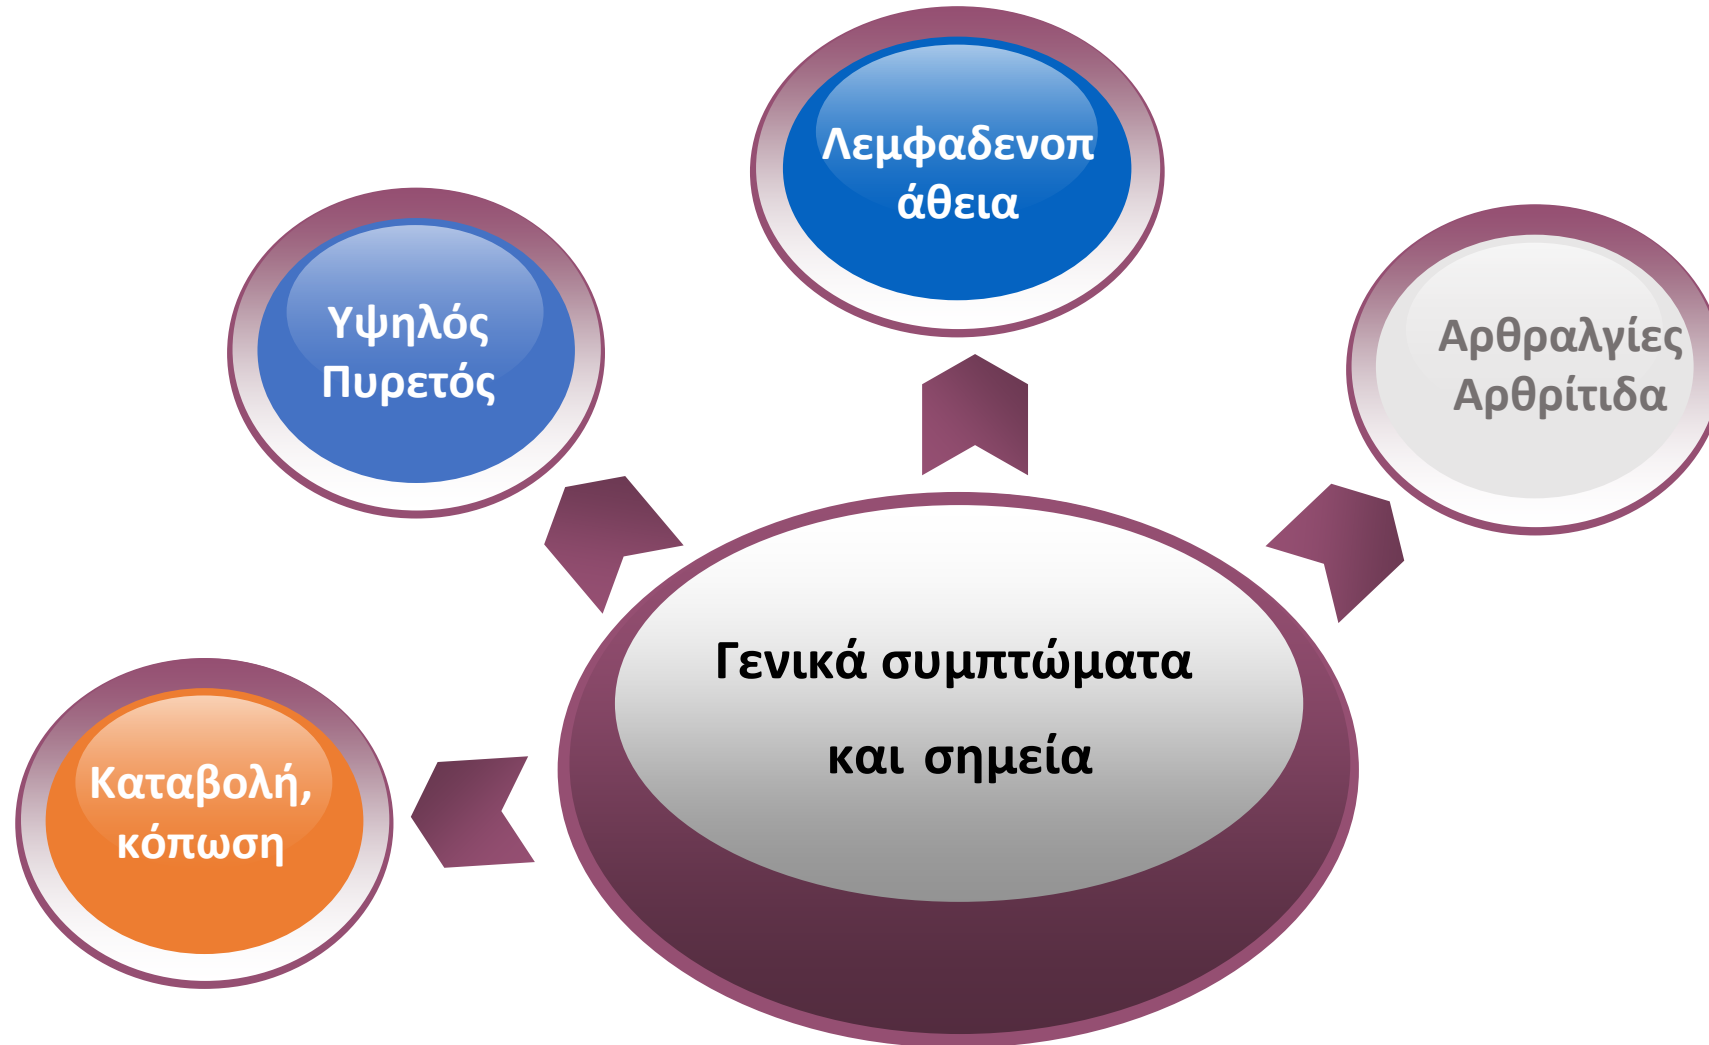 Λεμφαδενοπ
άθεια
Υψηλός
Πυρετός
Αρθραλγίες
Αρθρίτιδα
Γενικά συμπτώματα
και σημεία
Καταβολή,
κόπωση